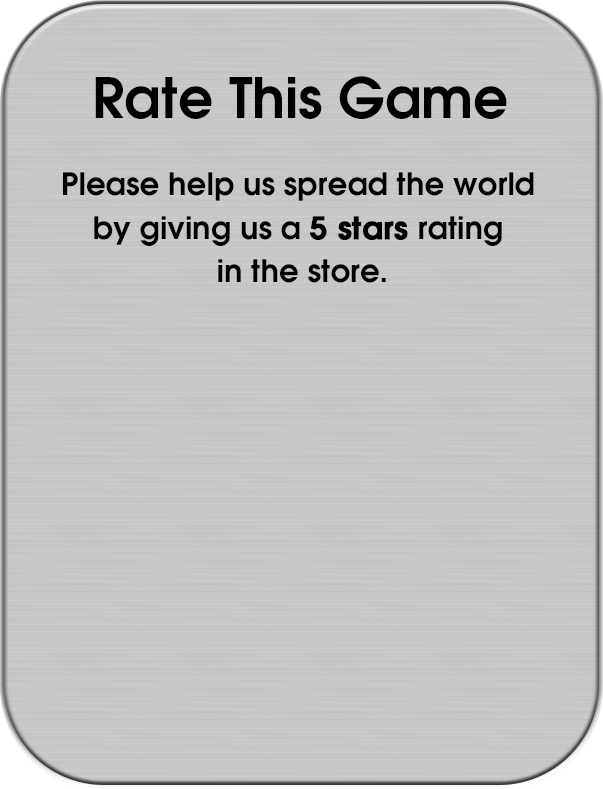 Rate This Game
Please help us spread the world
by giving us a 5 stars rating
in the store.